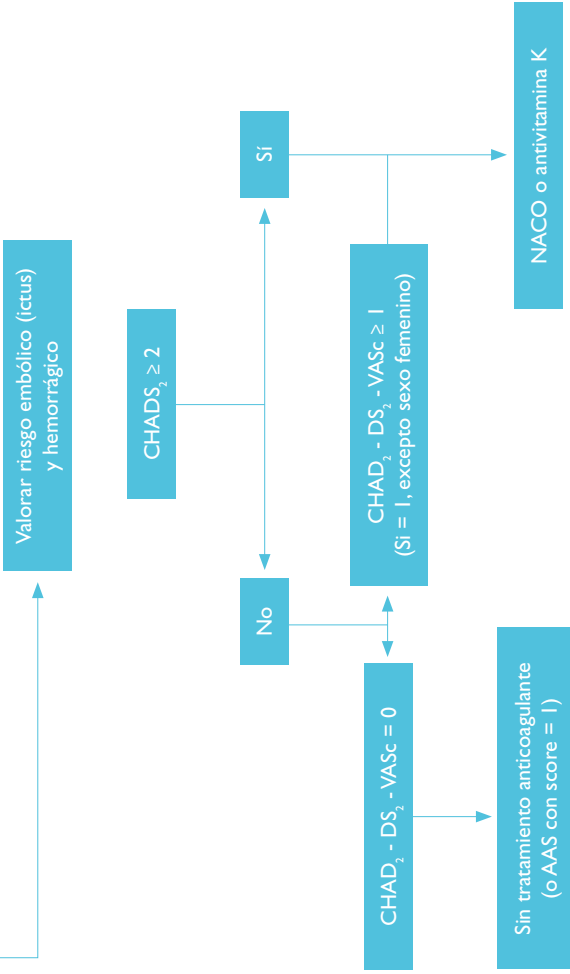 Valorar riesgo embólico (ictus)
y hemorrágico
CHADS₂ ≥ 2
No
Sí
CHAD₂ - DS₂ - VASc = 0
CHAD₂ - DS₂ - VASc ≥ 1
(Si = 1, excepto sexo femenino)
Sin tratamiento anticoagulante
(o AAS con score = 1)
NACO o antivitamina K